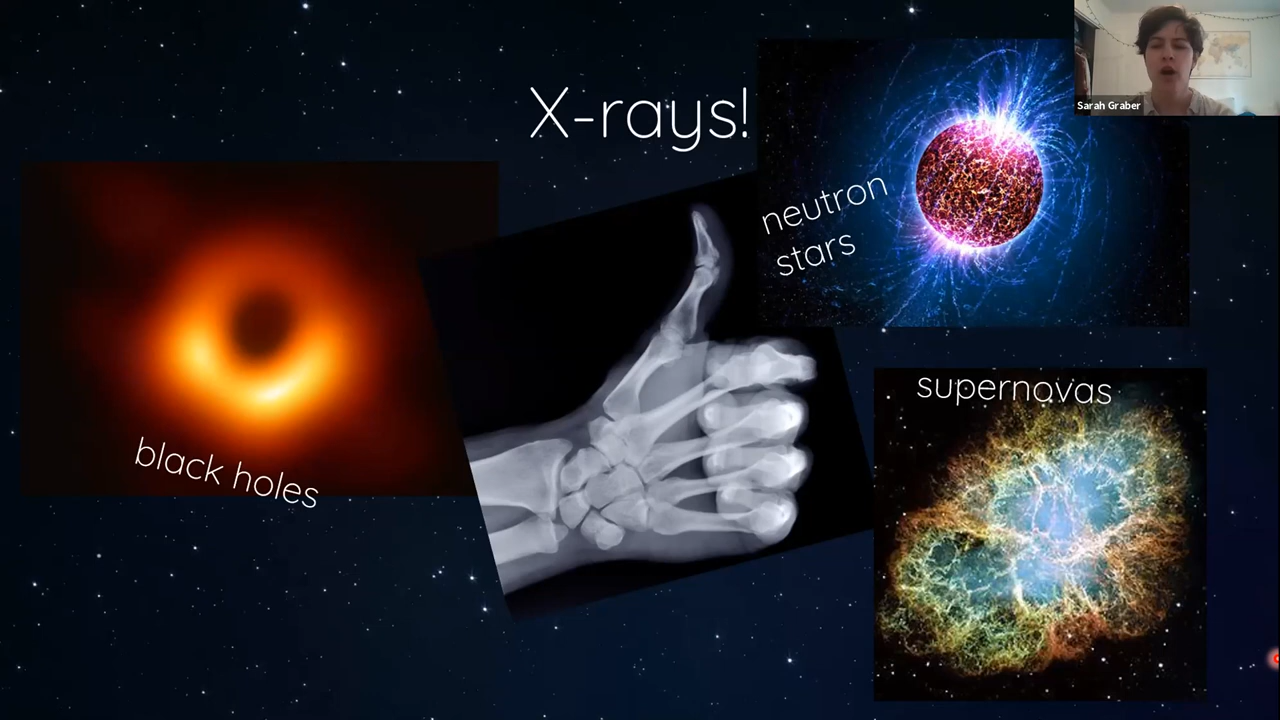 X-rays!
Sarah Graber
neutron
stars
supernovas
black holes